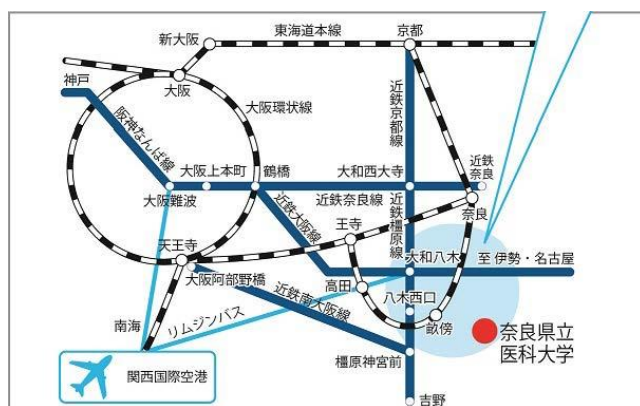 東海道本線
京都
新大阪
大阪
神戸
阪神なんば線
大阪環状線
近鉄京都線
大阪上本町
鶴橋
大和西大寺
近鉄
奈良
大阪難波
近鉄奈良線
近鉄大阪線
近鉄橿原線
奈良
王寺
天王寺
大和八木
至 伊勢・名古屋
大阪阿部野橋
高田
八木西口
近鉄南大阪線
畝傍
南海
リムジンバス
奈良県立
医科大学
橿原神宮前
関西国際空港
吉野